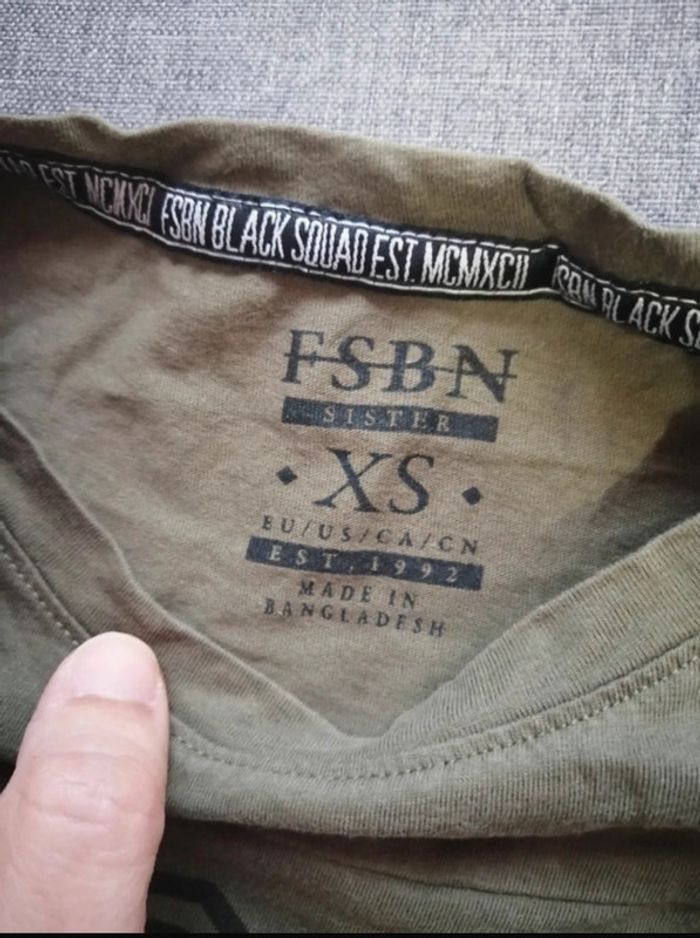 EST. MCMXCI FSBN BLACK SQUAD EST. MCMXCII FSBN BLACK
FSBN
SISTER
XS
EU/US/CA/CN
EST. 1992
MADE IN
BANGLADESH